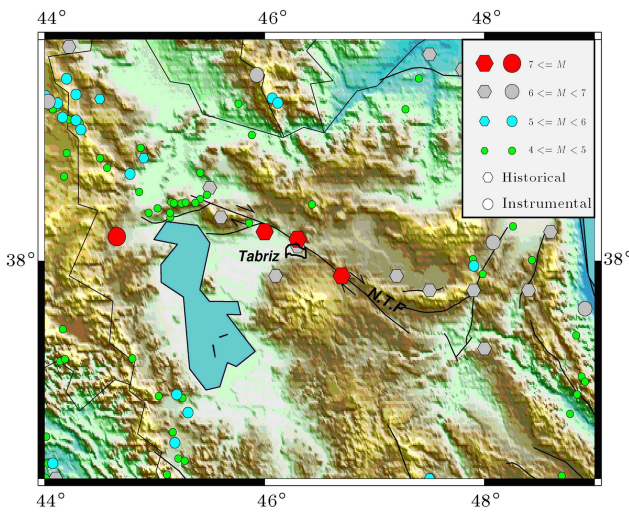 44° 46° 48°
7 <= M
6 <= M < 7
5 <= M < 6
4 <= M < 5
Historical
Instrumental
38° 38°
Tabriz
N.T.F
44° 46° 48°